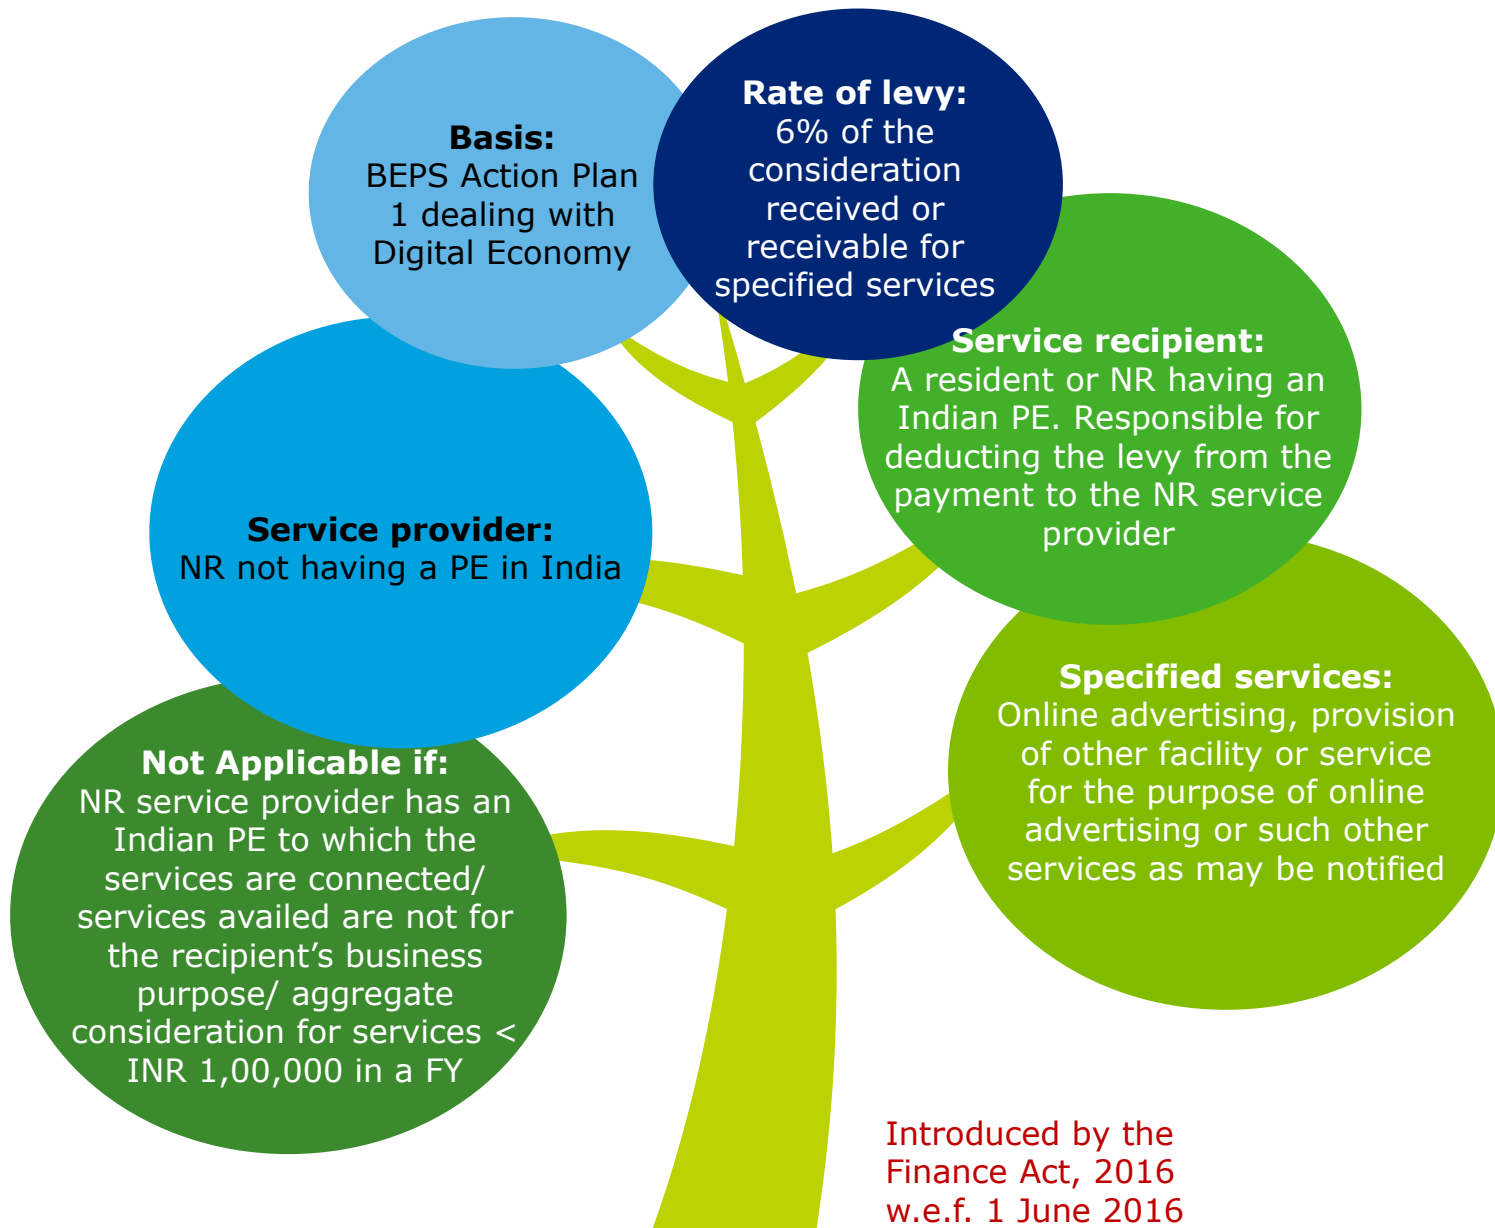 Basis:
BEPS Action Plan
1 dealing with
Digital Economy
Rate of levy:
6% of the
consideration
received or
receivable for
specified services
Service recipient:
A resident or NR having an
Indian PE. Responsible for
deducting the levy from the
payment to the NR service
provider
Service provider:
NR not having a PE in India
Specified services:
Online advertising, provision
of other facility or service
for the purpose of online
advertising or such other
services as may be notified
Not Applicable if:
NR service provider has an
Indian PE to which the
services are connected/
services availed are not for
the recipient’s business
purpose/ aggregate
consideration for services <
INR 1,00,000 in a FY
Introduced by the
Finance Act, 2016
w.e.f. 1 June 2016